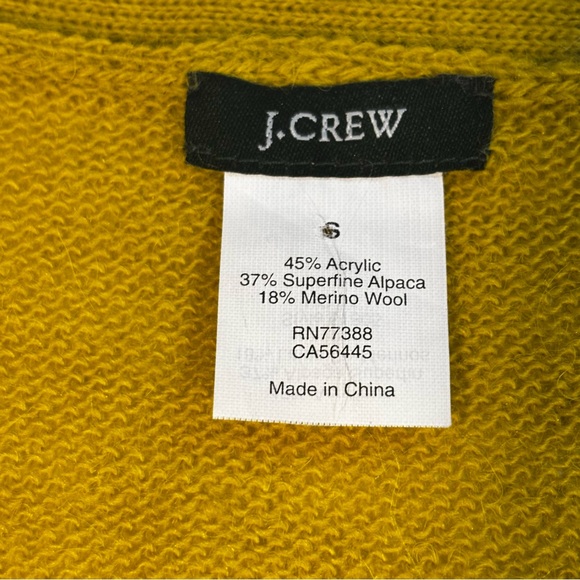 J.CREW
S
45% Acrylic
37% Superfine Alpaca
18% Merino Wool
RN77388
CA56445
Made in China